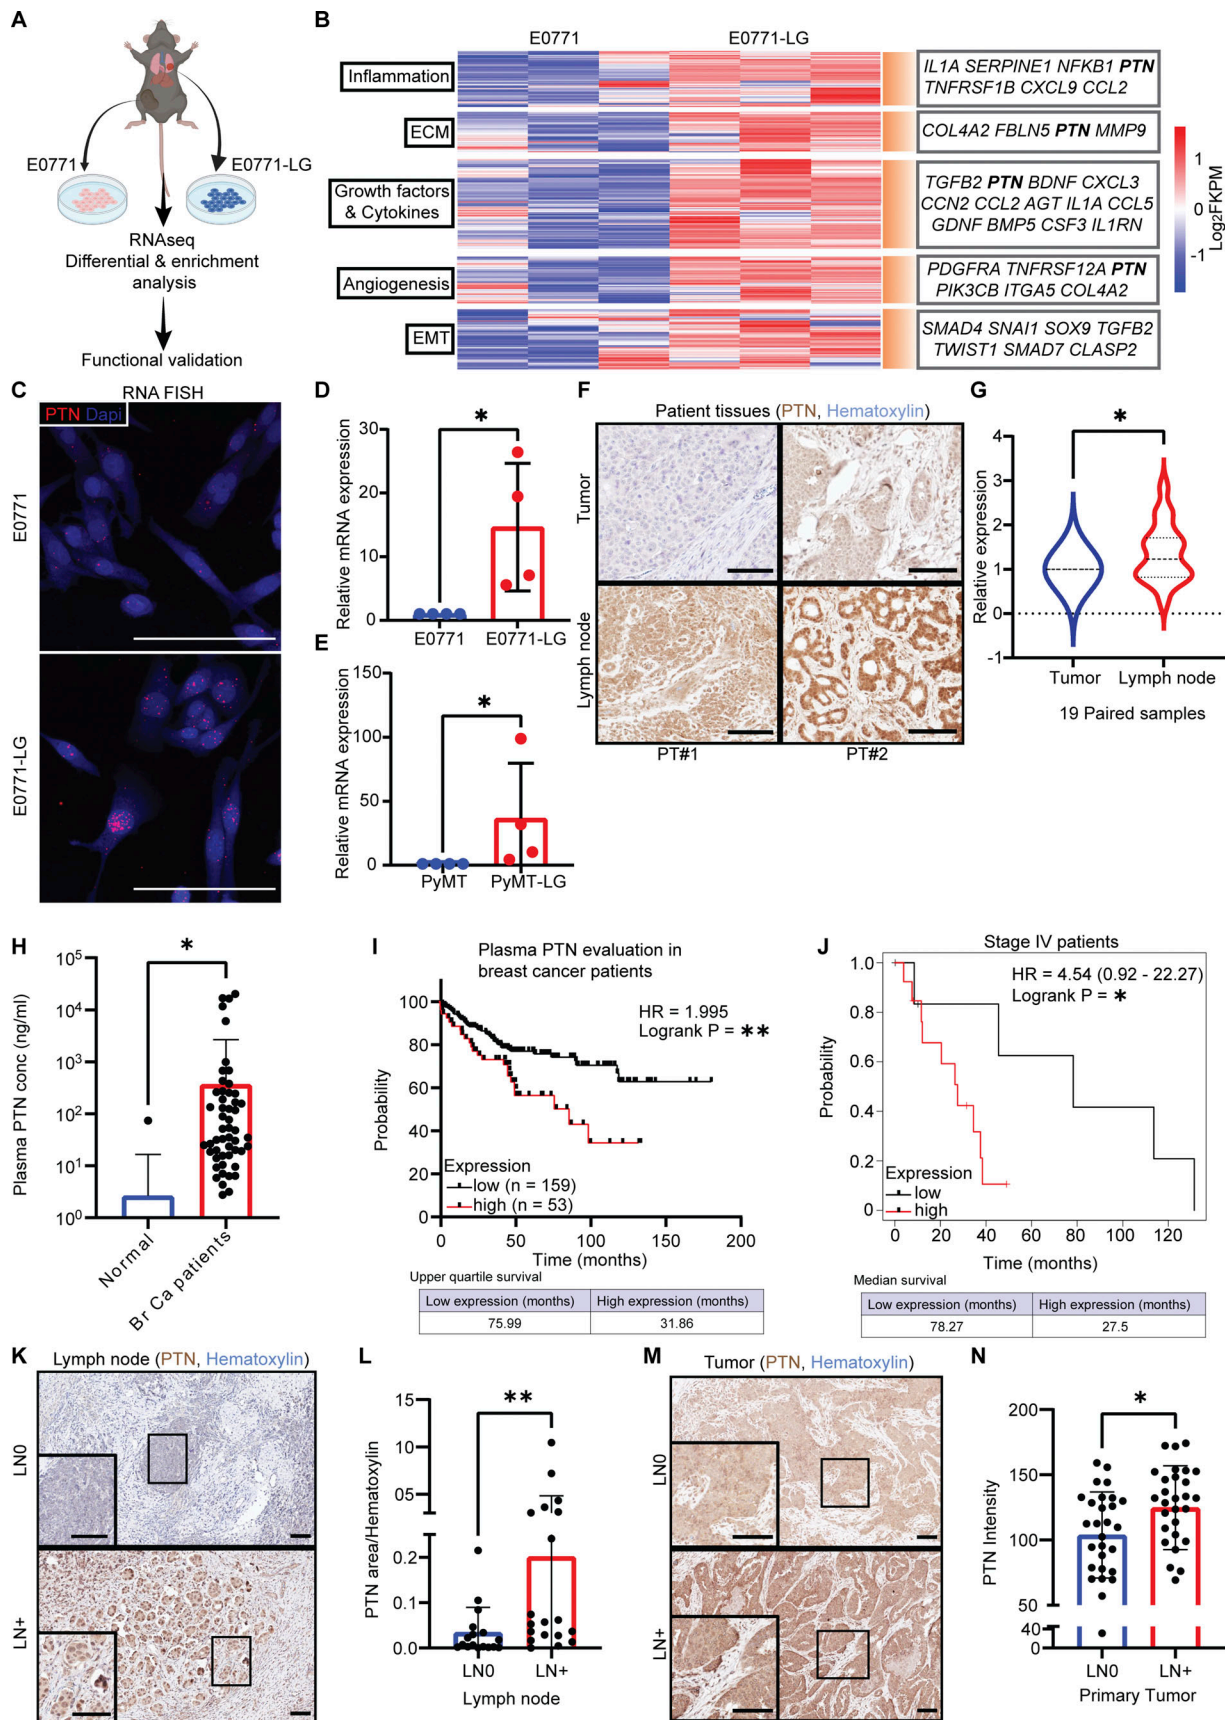 A
E0771
E0771-LG
RNAseq
Differential & enrichment
analysis
Functional validation
B
E0771
E0771-LG
Inflammation
ECM
Growth factors
& Cytokines
Angiogenesis
EMT
IL1A SERPINE1 NFKB1 PTN
TNFRSF1B CXCL9 CCL2
COL4A2 FBLN5 PTN MMP9
TGFB2 PTN BDNF CXCL3
CCN2 CCL2 AGT IL1A CCL5
GDNF BMP5 CSF3 IL1RN
PDGFRA TNFRSF12A PTN
PIK3CB ITGA5 COL4A2
SMAD4 SNAI1 SOX9 TGFB2
TWIST1 SMAD7 CLASP2
1
0
-1
Log2FKPM
C
RNA FISH
PTN Dapi
E0771
E0771-LG
D
*
30
20
10
0
Relative mRNA expression
E0771
E0771-LG
E
*
150
100
50
0
Relative mRNA expression
PyMT
PyMT-LG
F
Patient tissues (PTN, Hematoxylin)
Tumor
Lymph node
PT#1
PT#2
G
*
4
3
2
1
0
-1
Relative expression
Tumor
Lymph node
19 Paired samples
H
*
10⁵
10⁴
10³
10²
10¹
10⁰
Plasma PTN conc (ng/ml)
Normal
Br Ca patients
I
Plasma PTN evaluation in
breast cancer patients
HR = 1.995
Logrank P = **
100
80
60
40
20
0
Probability
Expression
low (n = 159)
high (n = 53)
0
50
100
150
200
Time (months)
Upper quartile survival
Low expression (months)
High expression (months)
75.99
31.86
J
Stage IV patients
HR = 4.54 (0.92 - 22.27)
Logrank P = *
1.0
0.8
0.6
0.4
0.2
0
Probability
Expression
low
high
0
20
40
60
80
100
120
Time (months)
Median survival
Low expression (months)
High expression (months)
78.27
27.5
K
Lymph node (PTN, Hematoxylin)
LN0
LN+
L
**
15
10
05
0.2
0.1
0.0
PTN area/Hematoxylin
LN0
LN+
Lymph node
M
Tumor (PTN, Hematoxylin)
LN0
LN+
N
*
200
150
100
50
40
0
PTN Intensity
LN0
LN+
Primary Tumor